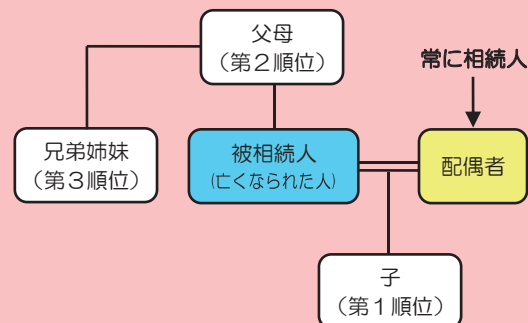 父母
(第2順位)
常に相続人
兄弟姉妹
(第3順位)
被相続人
(亡くなられた人)
配偶者
子
(第1順位)